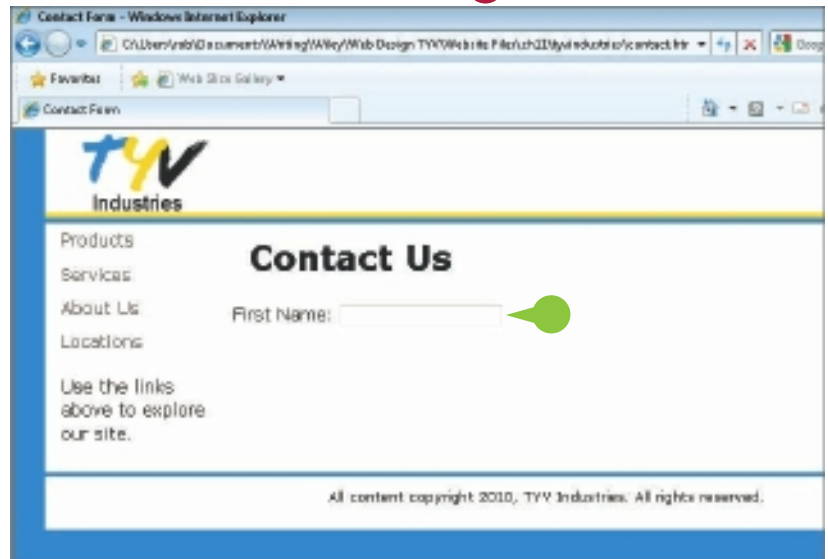 Contact Form - Windows Internet Explorer
Favorites Web Slice Gallery
Contact Form
TYV
Industries
Products
Services
About Us
Locations
Use the links
above to explore
our site.
Contact Us
First Name:
All content copyright 2010, TYV Industries. All rights reserved.